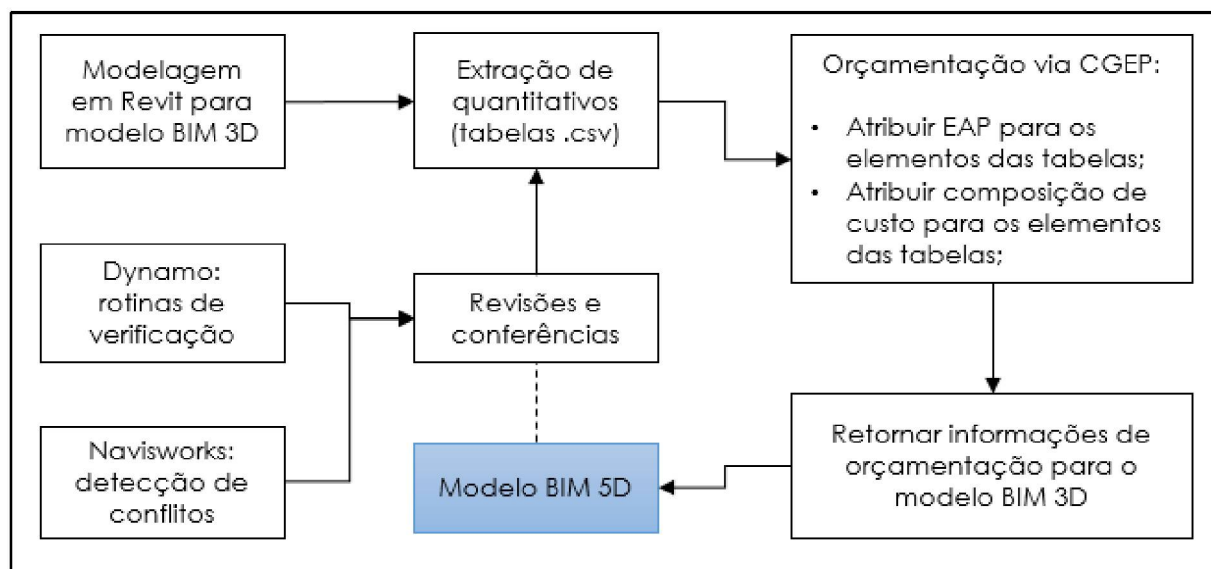 Modelagem
em Revit para
modelo BIM 3D
Extração de
quantitativos
(tabelas .csv)
Orçamentação via CGEP:
• Atribuir EAP para os
elementos das tabelas;
• Atribuir composição de
custo para os elementos
das tabelas;
Dynamo:
rotinas de
verificação
Revisões e
conferências
Navisworks:
detecção de
conflitos
Modelo BIM 5D
Retornar informações de
orçamentação para o
modelo BIM 3D